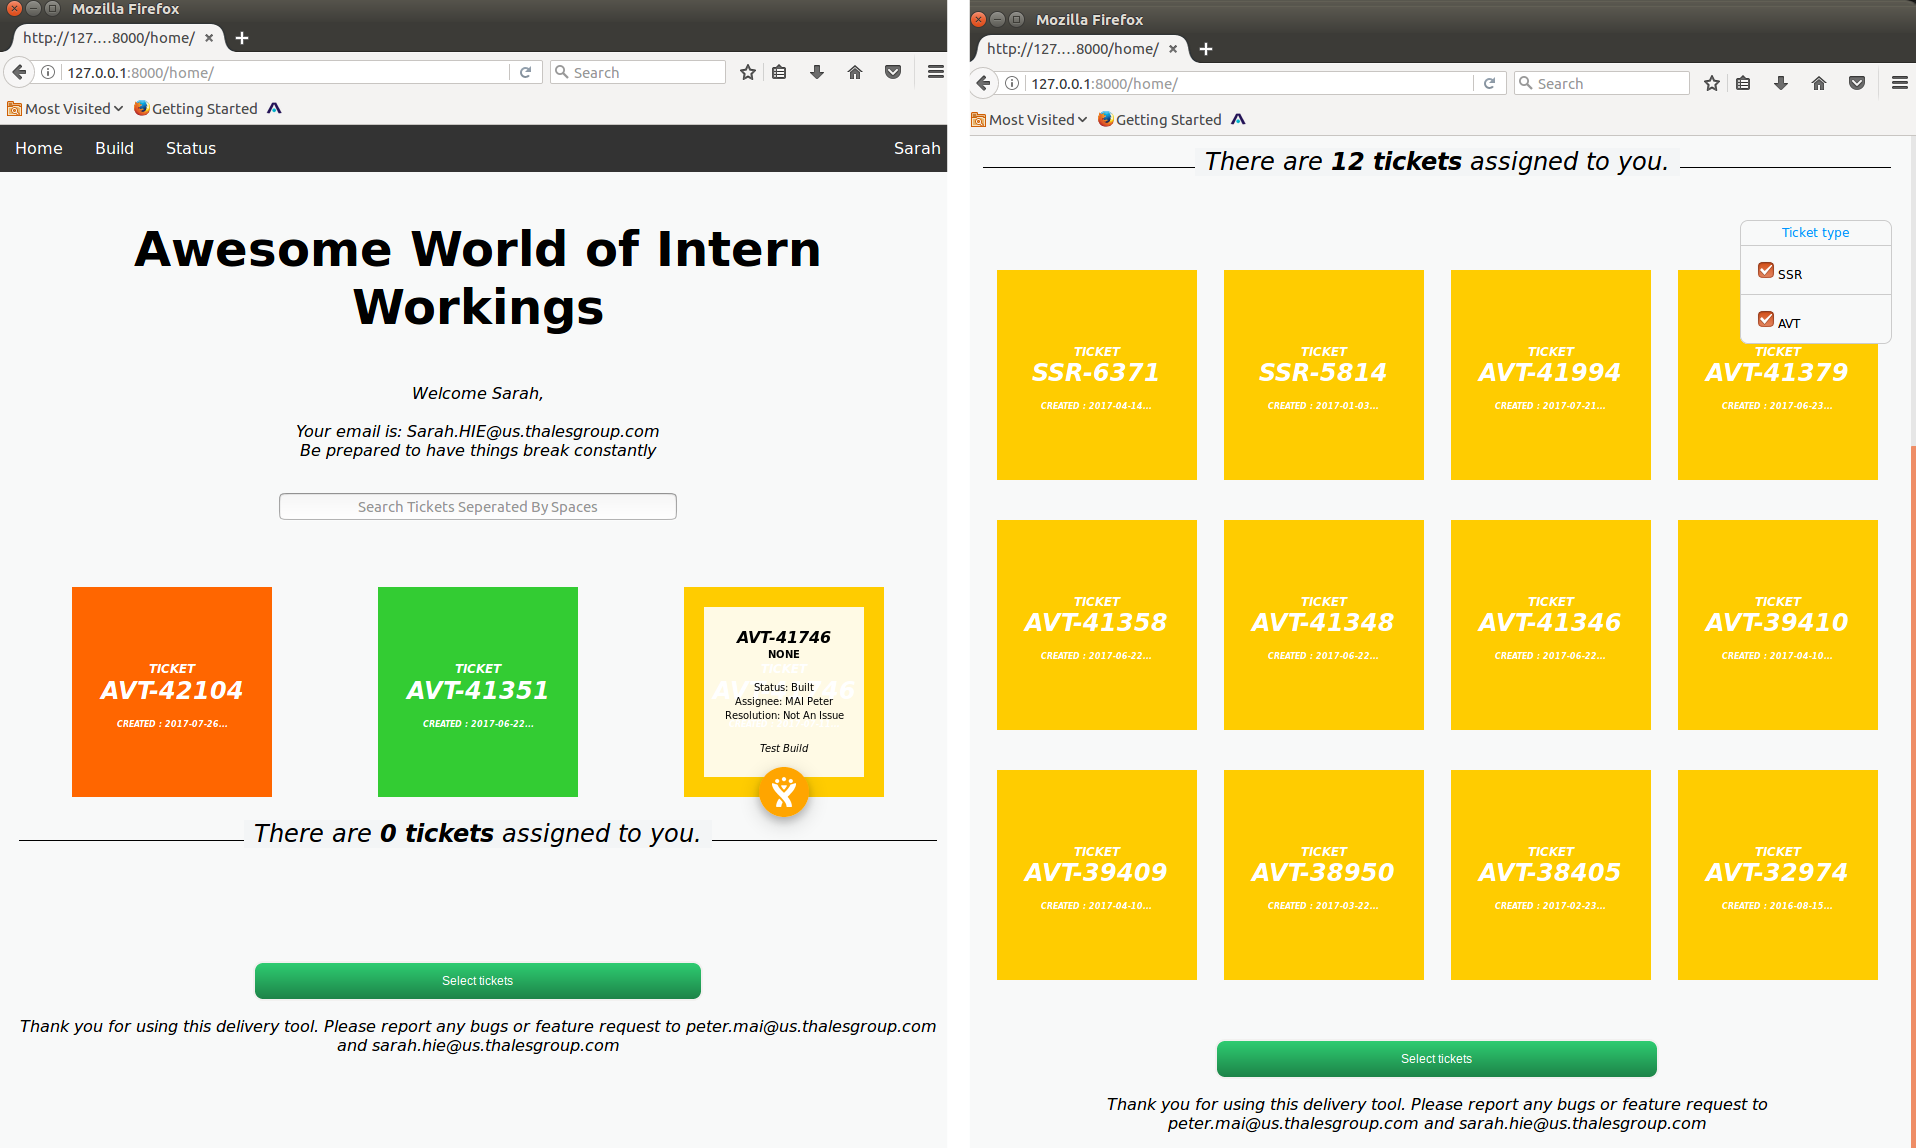 Mozilla Firefox
http://127....8000/home/
127.0.0.1:8000/home/
Search
Most Visited
Getting Started
Home Build Status Sarah
Awesome World of Intern
Workings
Welcome Sarah,
Your email is: Sarah.HIE@us.thalesgroup.com
Be prepared to have things break constantly
Search Tickets Seperated By Spaces
TICKET
AVT-42104
CREATED : 2017-07-26...
TICKET
AVT-41351
CREATED : 2017-06-22...
AVT-41746
NONE
Status: Built
Assignee: MAI Peter
Resolution: Not An Issue
Test Build
There are 0 tickets assigned to you.
Select tickets
Thank you for using this delivery tool. Please report any bugs or feature request to peter.mai@us.thalesgroup.com
and sarah.hie@us.thalesgroup.com
Mozilla Firefox
http://127....8000/home/
127.0.0.1:8000/home/
Search
Most Visited
Getting Started
There are 12 tickets assigned to you.
Ticket type
SSR
AVT
TICKET
SSR-6371
CREATED : 2017-04-14...
TICKET
SSR-5814
CREATED : 2017-01-03...
TICKET
AVT-41994
CREATED : 2017-07-21...
TICKET
AVT-41379
CREATED : 2017-06-23...
TICKET
AVT-41358
CREATED : 2017-06-22...
TICKET
AVT-41348
CREATED : 2017-06-22...
TICKET
AVT-41346
CREATED : 2017-06-22...
TICKET
AVT-39410
CREATED : 2017-04-10...
TICKET
AVT-39409
CREATED : 2017-04-10...
TICKET
AVT-38950
CREATED : 2017-03-22...
TICKET
AVT-38405
CREATED : 2017-02-23...
TICKET
AVT-32974
CREATED : 2016-08-15...
Select tickets
Thank you for using this delivery tool. Please report any bugs or feature request to
peter.mai@us.thalesgroup.com and sarah.hie@us.thalesgroup.com